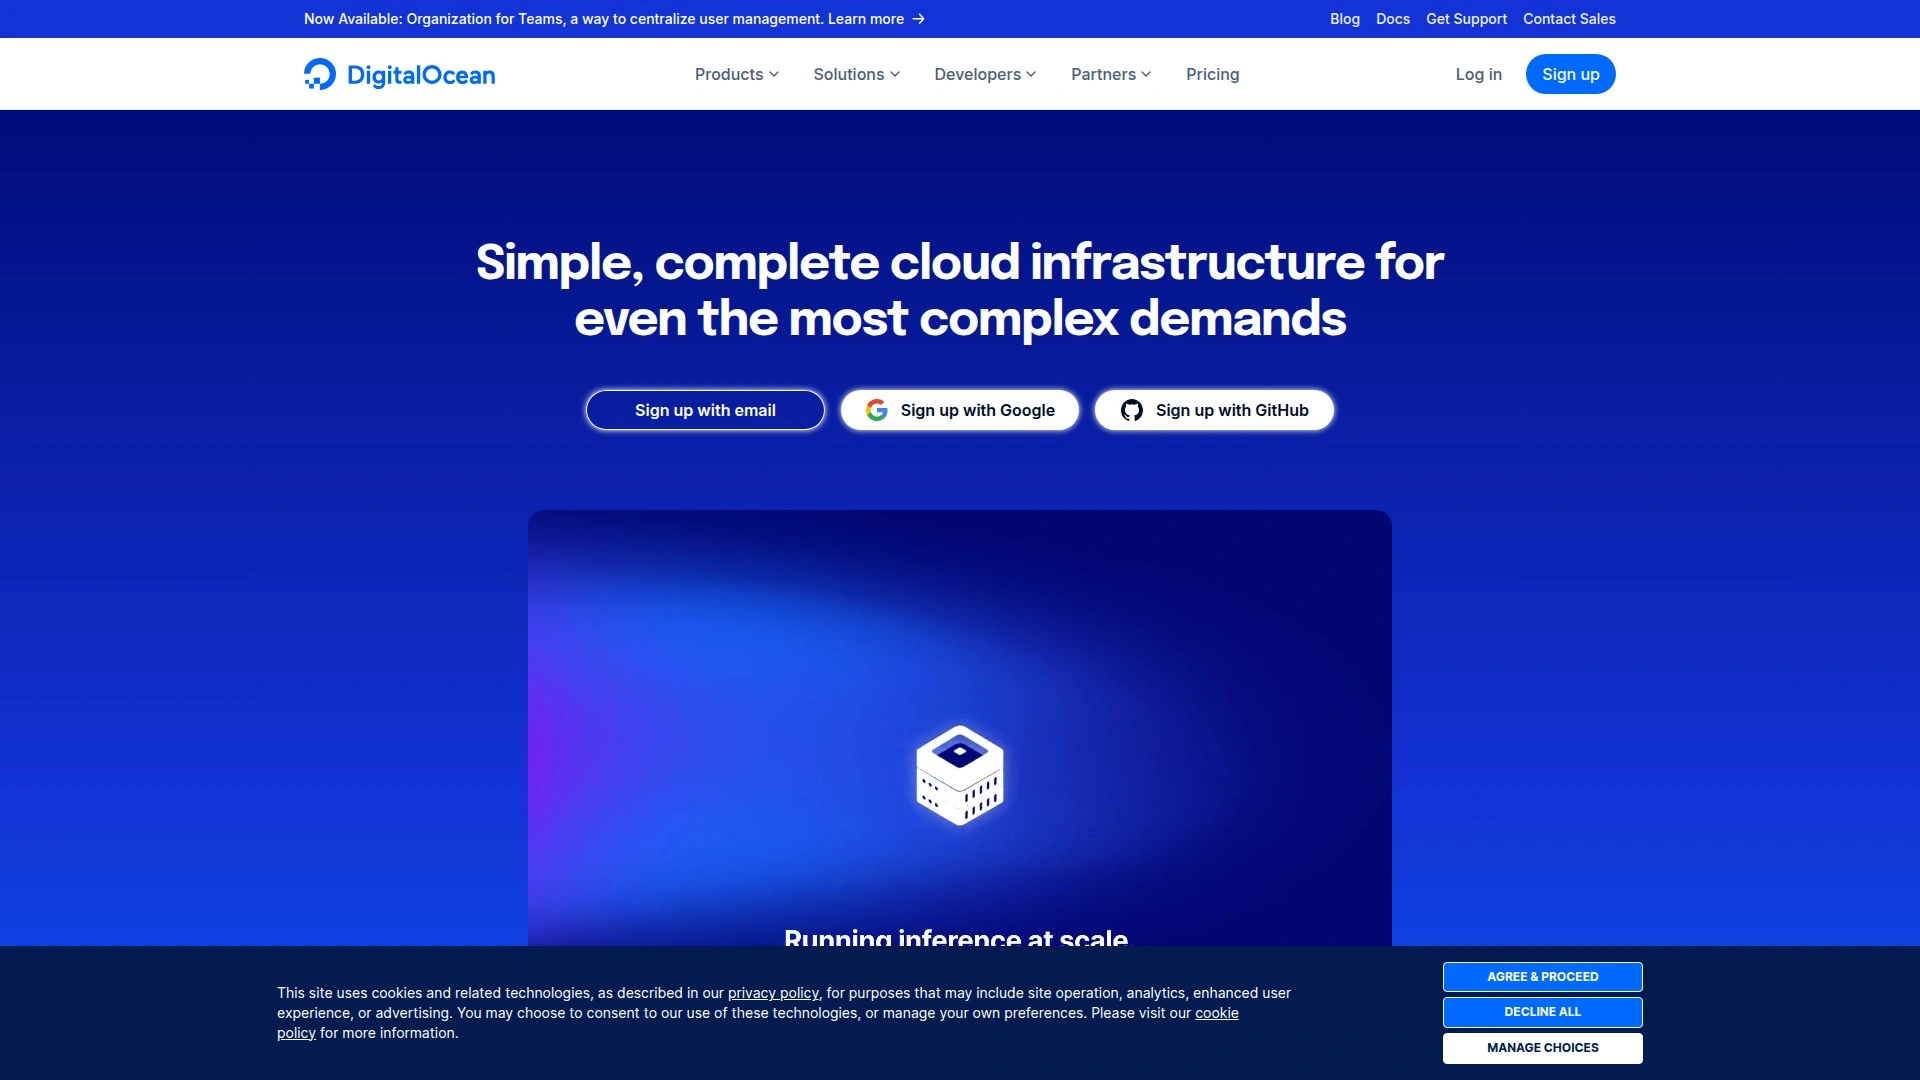 Now Available: Organization for Teams, a way to centralize user management. Learn more →
Blog Docs Get Support Contact Sales
DigitalOcean
Products Solutions Developers Partners Pricing
Log in Sign up
Simple, complete cloud infrastructure for
even the most complex demands
Sign up with email
Sign up with Google
Sign up with GitHub
Running inference at scale
This site uses cookies and related technologies, as described in our privacy policy, for purposes that may include site operation, analytics, enhanced user
experience, or advertising. You may choose to consent to our use of these technologies, or manage your own preferences. Please visit our cookie
policy for more information.
AGREE & PROCEED
DECLINE ALL
MANAGE CHOICES